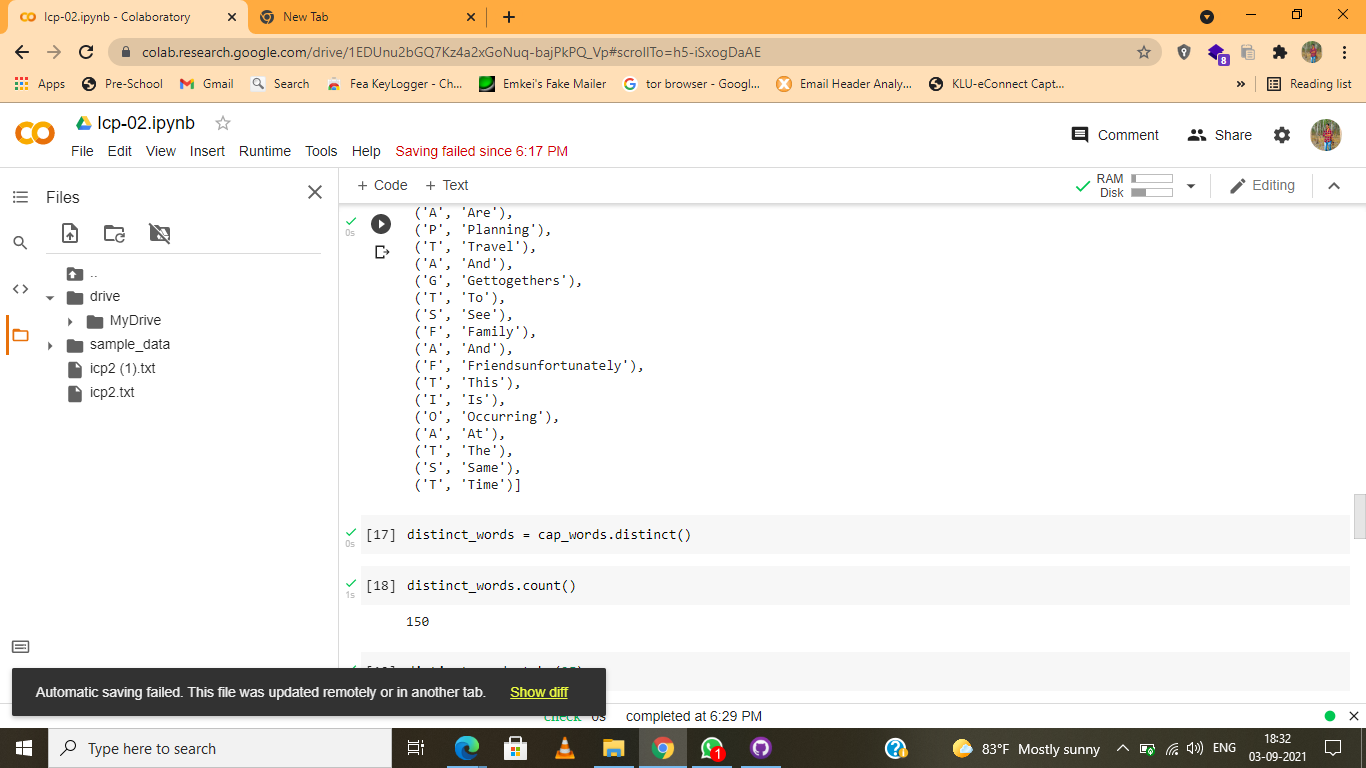 Icp-02.ipynb - Colaboratory
New Tab
colab.research.google.com/drive/1EDUnu2bGQ7Kz4a2xGoNuq-bajPkPQ_Vp#scrollTo=h5-iSxogDaAE
8
Apps Pre-School Gmail Search Fea KeyLogger - Ch... Emkei's Fake Mailer tor browser - Googl... Email Header Analy... KLU-eConnect Capt... » Reading list
Icp-02.ipynb
File Edit View Insert Runtime Tools Help Saving failed since 6:17 PM
Comment Share
Files
+ Code + Text
RAM
Disk
Editing
..
drive
MyDrive
sample_data
icp2 (1).txt
icp2.txt
0s
('A', 'Are'),
('P', 'Planning'),
('T', 'Travel'),
('A', 'And'),
('G', 'Gettogethers'),
('T', 'To'),
('S', 'See'),
('F', 'Family'),
('A', 'And'),
('F', 'Friendsunfortunately'),
('T', 'This'),
('I', 'Is'),
('O', 'Occurring'),
('A', 'At'),
('T', 'The'),
('S', 'Same'),
('T', 'Time')]
0s
[17] distinct_words = cap_words.distinct()
1s
[18] distinct_words.count()
150
Automatic saving failed. This file was updated remotely or in another tab. Show diff
check 0s completed at 6:29 PM
Type here to search
1
83°F Mostly sunny
ENG
18:32
03-09-2021